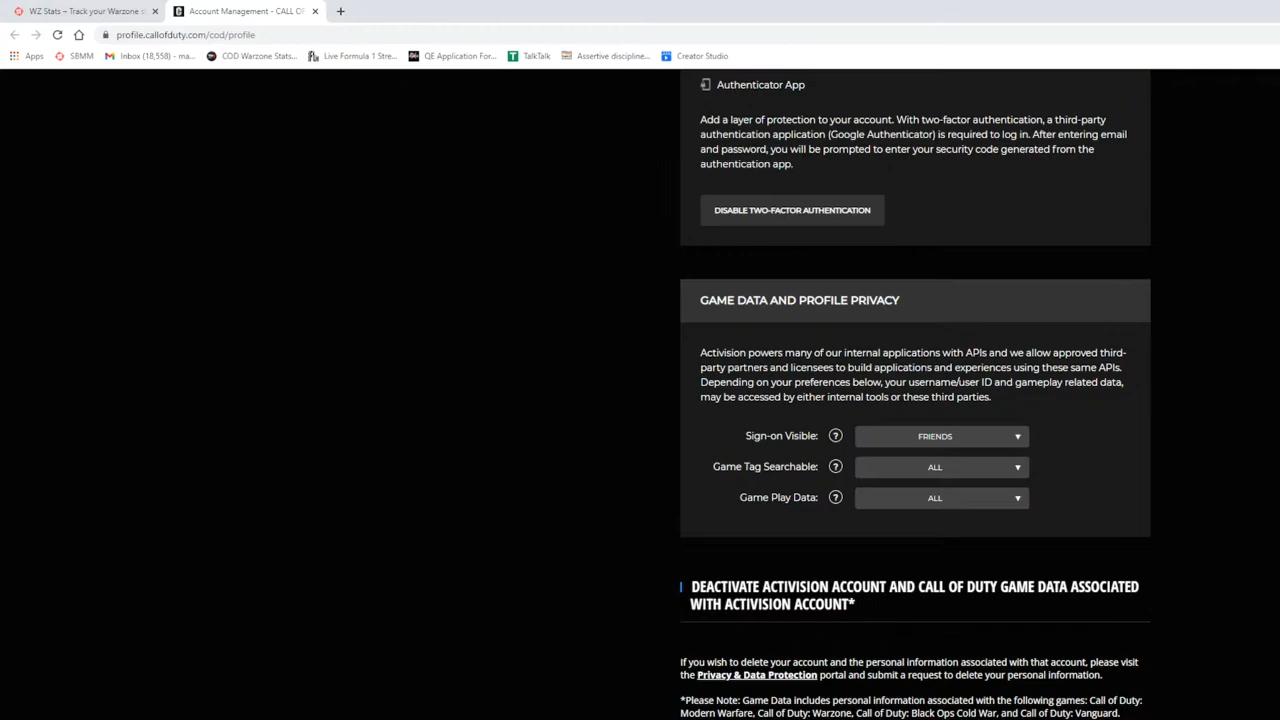 WZ Stats – Track your Warzone s
Account Management - CALL OF
profile.callofduty.com/cod/profile
Apps
SBMM
Inbox (18,558) - ma...
COD Warzone Stats...
Live Formula 1 Stre...
QE Application For...
TalkTalk
Assertive discipline...
Creator Studio
Authenticator App
Add a layer of protection to your account. With two-factor authentication, a third-party
authentication application (Google Authenticator) is required to log in. After entering email
and password, you will be prompted to enter your security code generated from the
authentication app.
DISABLE TWO-FACTOR AUTHENTICATION
GAME DATA AND PROFILE PRIVACY
Activision powers many of our internal applications with APIs and we allow approved third-
party partners and licensees to build applications and experiences using these same APIs.
Depending on your preferences below, your username/user ID and gameplay related data,
may be accessed by either internal tools or these third parties.
Sign-on Visible: ? FRIENDS ▼
Game Tag Searchable: ? ALL ▼
Game Play Data: ? ALL ▼
DEACTIVATE ACTIVISION ACCOUNT AND CALL OF DUTY GAME DATA ASSOCIATED
WITH ACTIVISION ACCOUNT*
If you wish to delete your account and the personal information associated with that account, please visit
the Privacy & Data Protection portal and submit a request to delete your personal information.
*Please Note: Game Data includes personal information associated with the following games: Call of Duty:
Modern Warfare, Call of Duty: Warzone, Call of Duty: Black Ops Cold War, and Call of Duty: Vanguard.